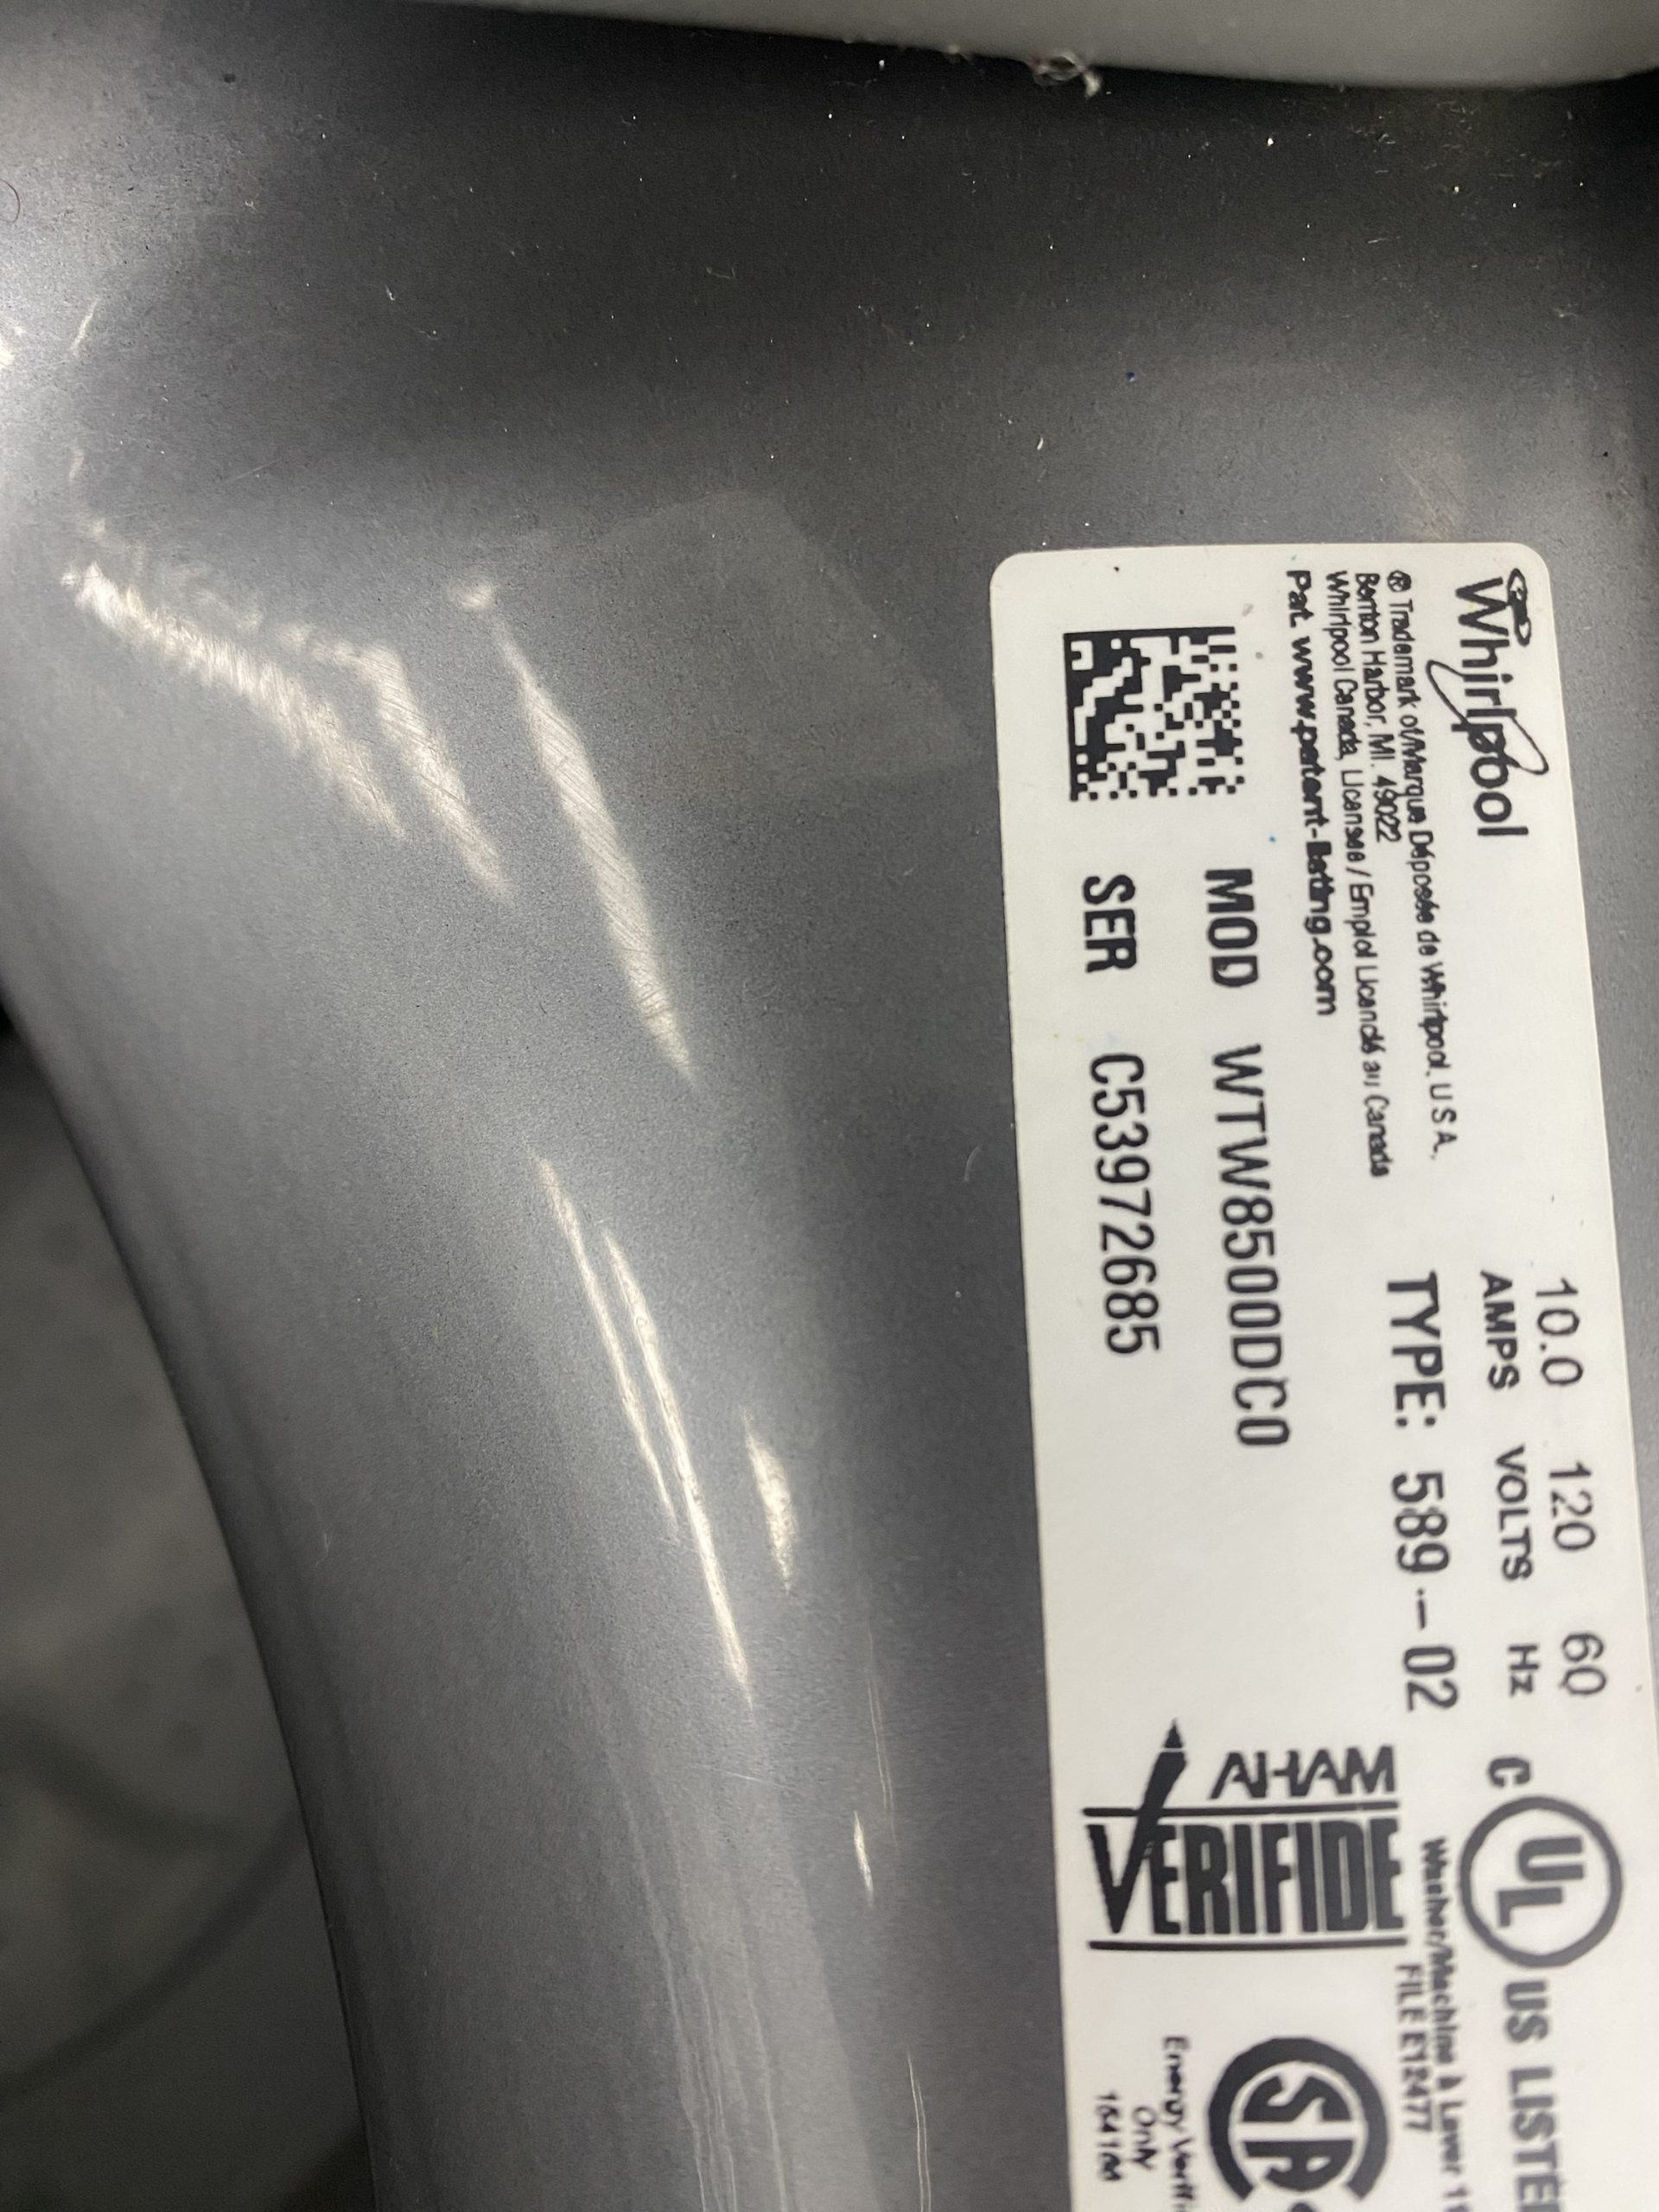 Whirlpool
® Trademark of/Marque Déposée de Whirlpool, U.S.A.,
Benton Harbor, MI. 49022
Whirlpool Canada, Licensee / Emploi Licencié au Canada
Pat. www.patent-listing.com
MOD WTW8500DC0
SER C53972685
10.0 120 60
AMPS VOLTS Hz
TYPE: 589--02
C UL US LISTE
Washer/Machine À Laver
FILE E12477
AHAM
VERIFIDE
SA
Energy Verifi
Only